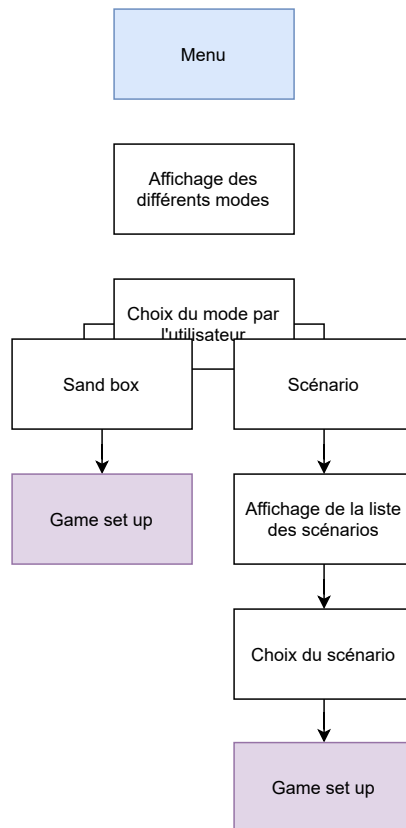 Menu
Affichage des
différents modes
Choix du mode par
l'utilisateur
Sand box
Scénario
Game set up
Affichage de la liste
des scénarios
Choix du scénario
Game set up